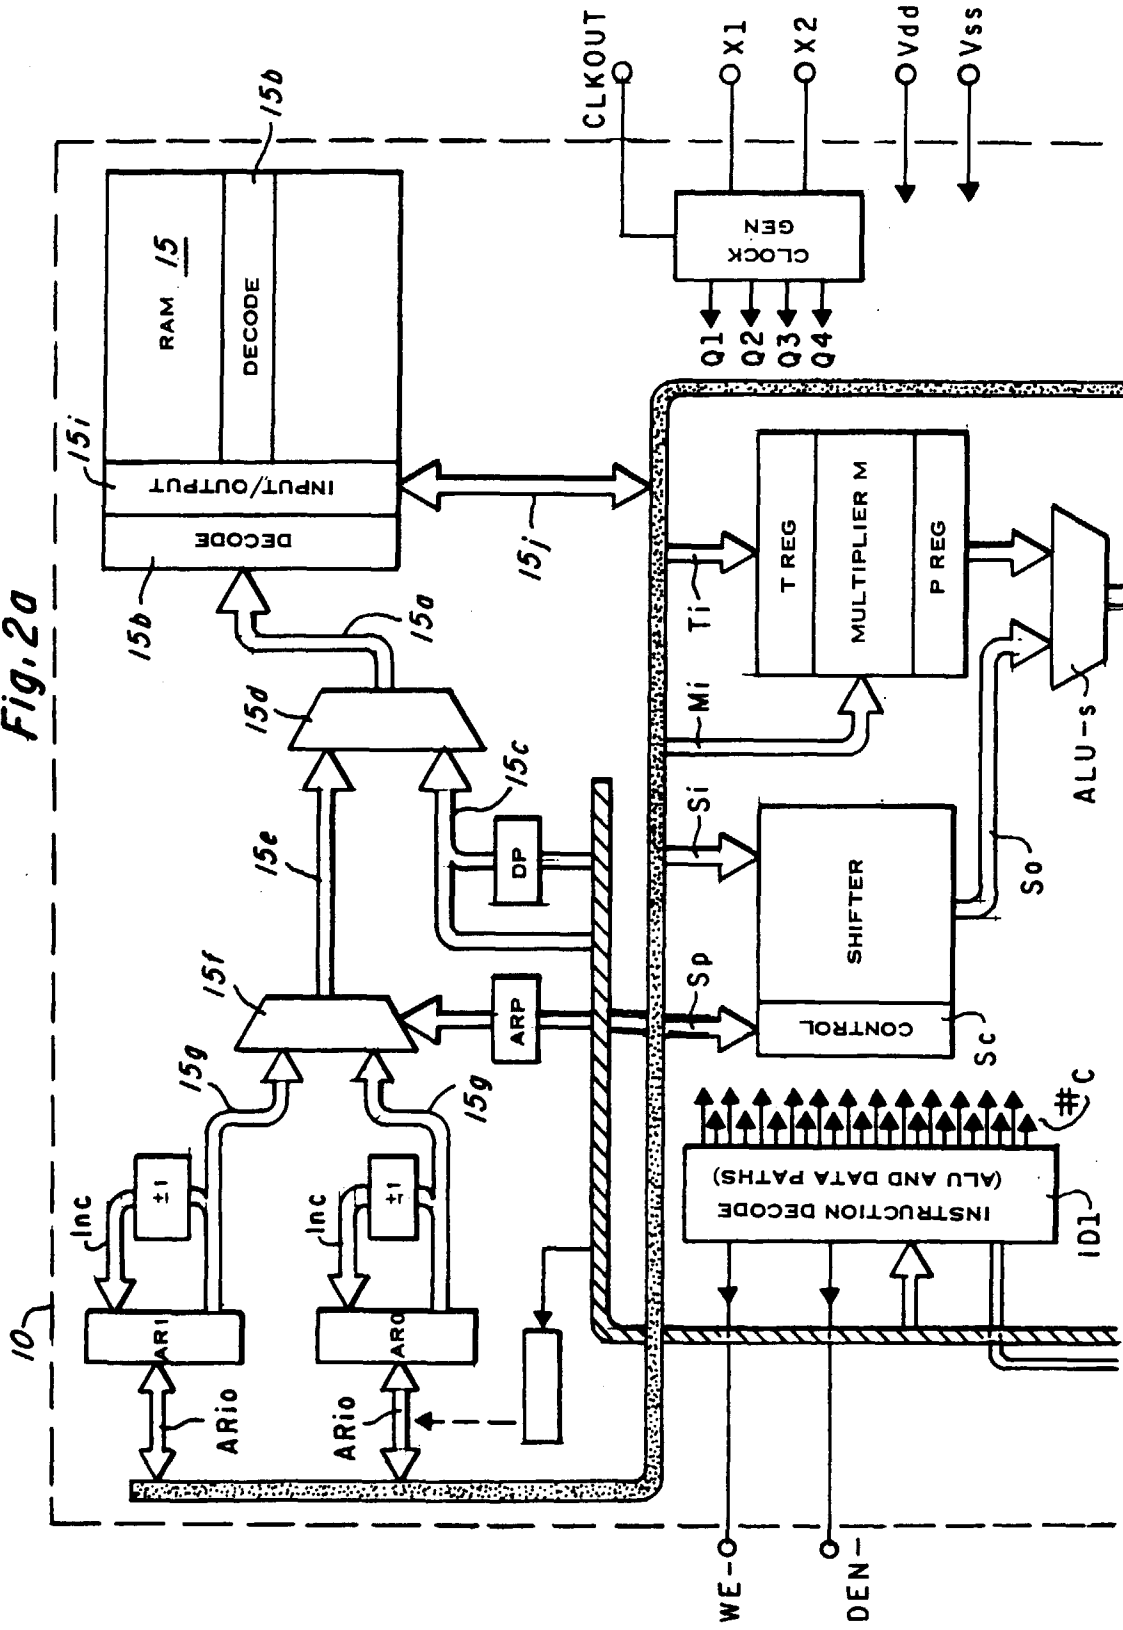 Fig. 2a
10
Inc
±1
AR1
ARio
15g
Inc
±1
AR0
ARio
15g
15f
15e
ARP
DP
15c
15d
15a
15b
DECODE
INPUT/OUTPUT
15i
RAM 15
DECODE
15b
15j
WE-
DEN-
INSTRUCTION DECODE
(ALU AND DATA PATHS)
ID1
#C
Sp
CONTROL
Sc
SHIFTER
Si
So
Mi
Ti
T REG
MULTIPLIER M
P REG
ALU-s
Q1
Q2
Q3
Q4
CLOCK
GEN
CLKOUT
X1
X2
Vdd
Vss